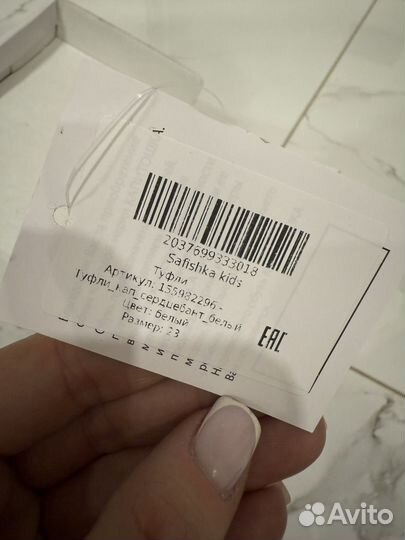 2037699333018
Safishka kids
Туфли
Артикул: 155982296-
Туфли_кап_сердцебант_белый
Цвет: белый
Размер: 23
EAC
Avito